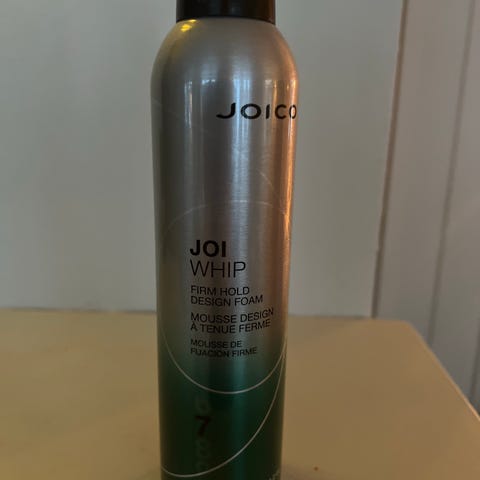 JOICO
JOI
WHIP
FIRM HOLD
DESIGN FOAM
MOUSSE DESIGN
À TENUE FERME
MOUSSE DE
FIJACIÓN FIRME
7